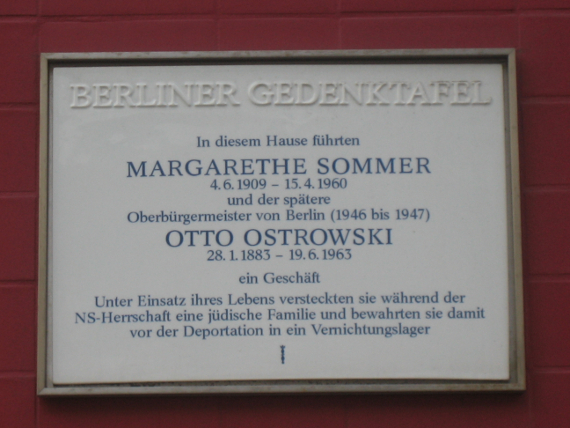 BERLINER GEDENKTAFEL
In diesem Hause führten
MARGARETHE SOMMER
4. 6. 1909 – 15. 4. 1960
und der spätere
Oberbürgermeister von Berlin (1946 bis 1947)
OTTO OSTROWSKI
28. 1. 1883 – 19. 6. 1963
ein Geschäft
Unter Einsatz ihres Lebens versteckten sie während der
NS-Herrschaft eine jüdische Familie und bewahrten sie damit
vor der Deportation in ein Vernichtungslager